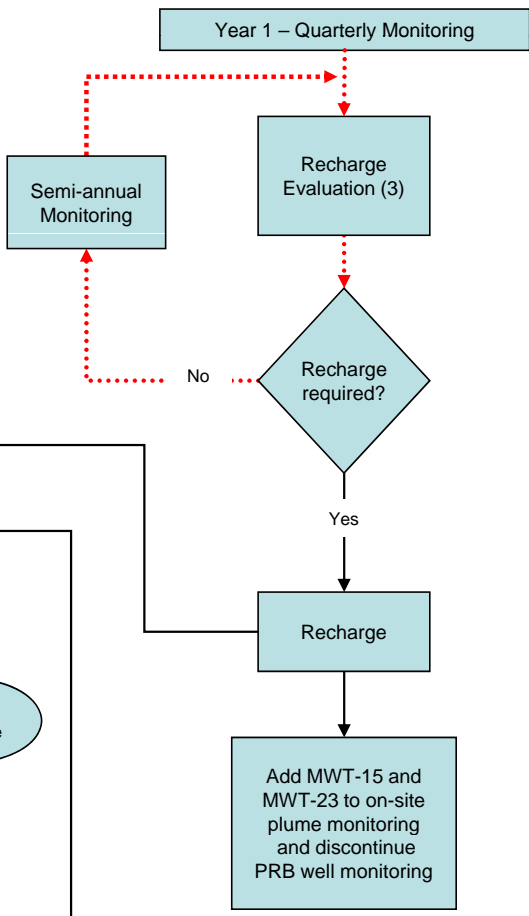 Year 1 – Quarterly Monitoring
Semi-annual
Monitoring
Recharge
Evaluation (3)
Recharge
required?
No
Yes
Recharge
Add MWT-15 and
MWT-23 to on-site
plume monitoring
and discontinue
PRB well monitoring